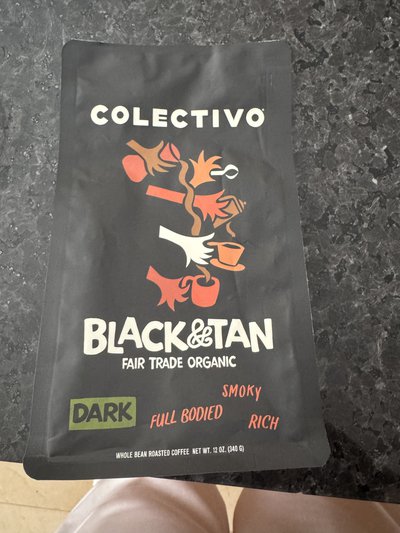 COLECTIVO
BLACK&TAN
FAIR TRADE ORGANIC
DARK
SMOKY
FULL BODIED
RICH
WHOLE BEAN ROASTED COFFEE NET WT. 12 OZ. (340 G)